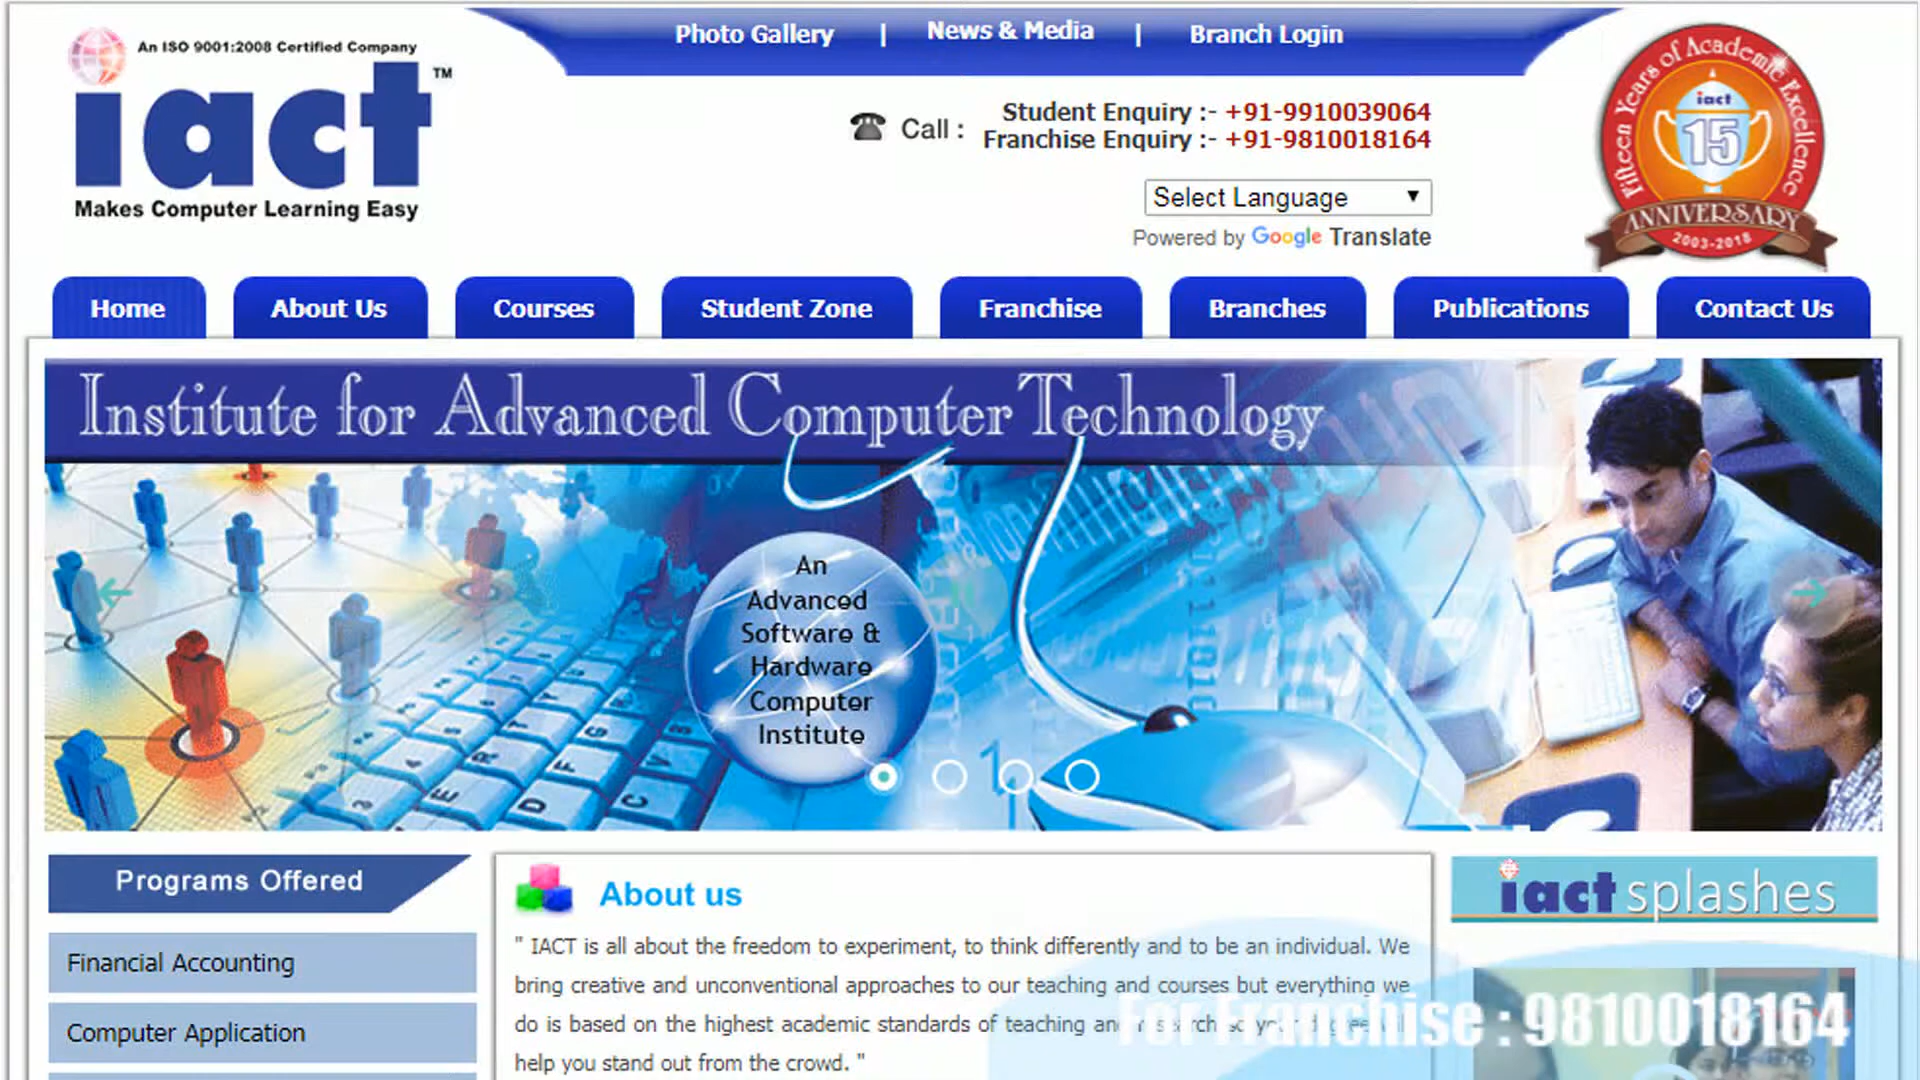 Photo Gallery | News & Media | Branch Login
An ISO 9001:2008 Certified Company
iact™
Makes Computer Learning Easy
Call :
Student Enquiry :- +91-9910039064
Franchise Enquiry :- +91-9810018164
Select Language
Powered by Google Translate
Fifteen Years of Academic Excellence
iact
15
ANNIVERSARY
2003-2018
Home
About Us
Courses
Student Zone
Franchise
Branches
Publications
Contact Us
Institute for Advanced Computer Technology
An
Advanced
Software &
Hardware
Computer
Institute
Programs Offered
Financial Accounting
Computer Application
About us
" IACT is all about the freedom to experiment, to think differently and to be an individual. We
bring creative and unconventional approaches to our teaching and courses but everything we
do is based on the highest academic standards of teaching and research so your degree will
help you stand out from the crowd. "
iact splashes
For Franchise : 9810018164